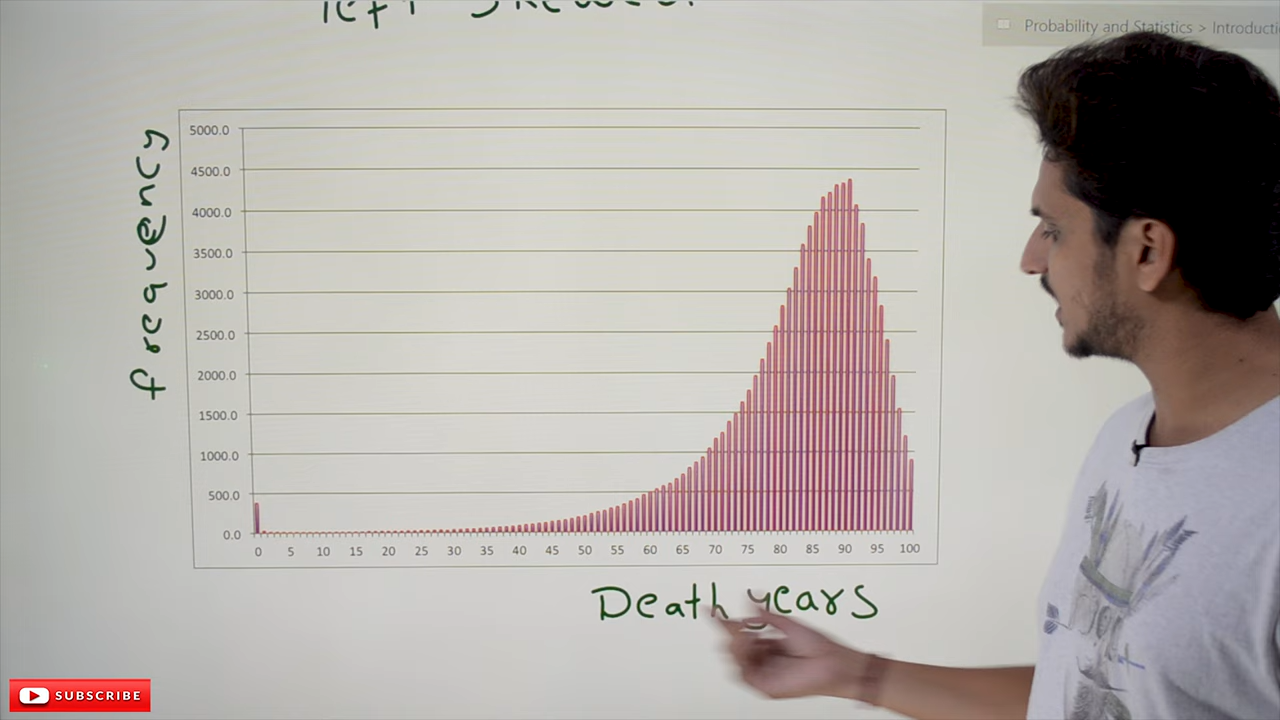 left skewed
Probability and Statistics > Introducti
frequency
5000.0
4500.0
4000.0
3500.0
3000.0
2500.0
2000.0
1500.0
1000.0
500.0
0.0
0 5 10 15 20 25 30 35 40 45 50 55 60 65 70 75 80 85 90 95 100
Death years
SUBSCRIBE